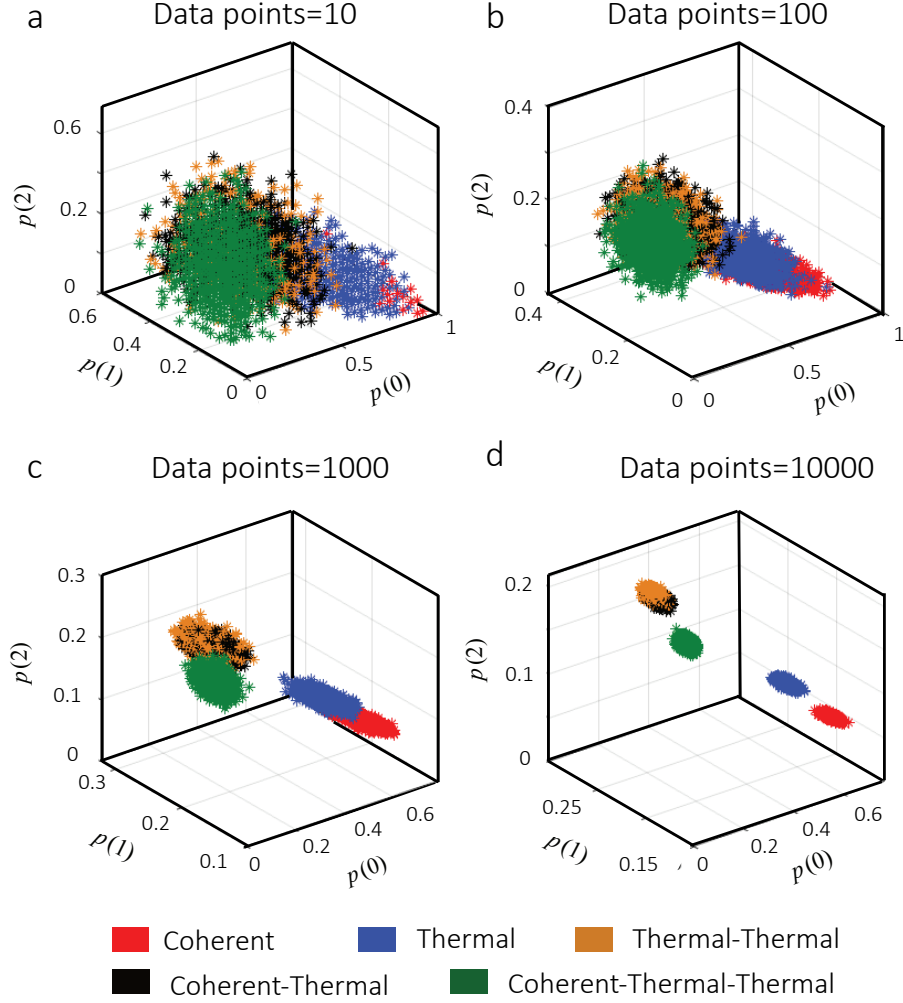 a
Data points=10
b
Data points=100
0.6
0.2
0
p(2)
0.6
0.4
0.2
0
p(1)
0
0.5
1
p(0)
0.4
0.2
0
p(2)
0.4
0.2
0
p(1)
0
0.5
1
p(0)
c
Data points=1000
d
Data points=10000
0.3
0.2
0.1
0
p(2)
0.3
0.2
0.1
p(1)
0
0.2
0.4
0.6
p(0)
0.2
0.1
0
p(2)
0.25
0.15
p(1)
0
0.2
0.4
0.6
p(0)
Coherent
Thermal
Thermal-Thermal
Coherent-Thermal
Coherent-Thermal-Thermal